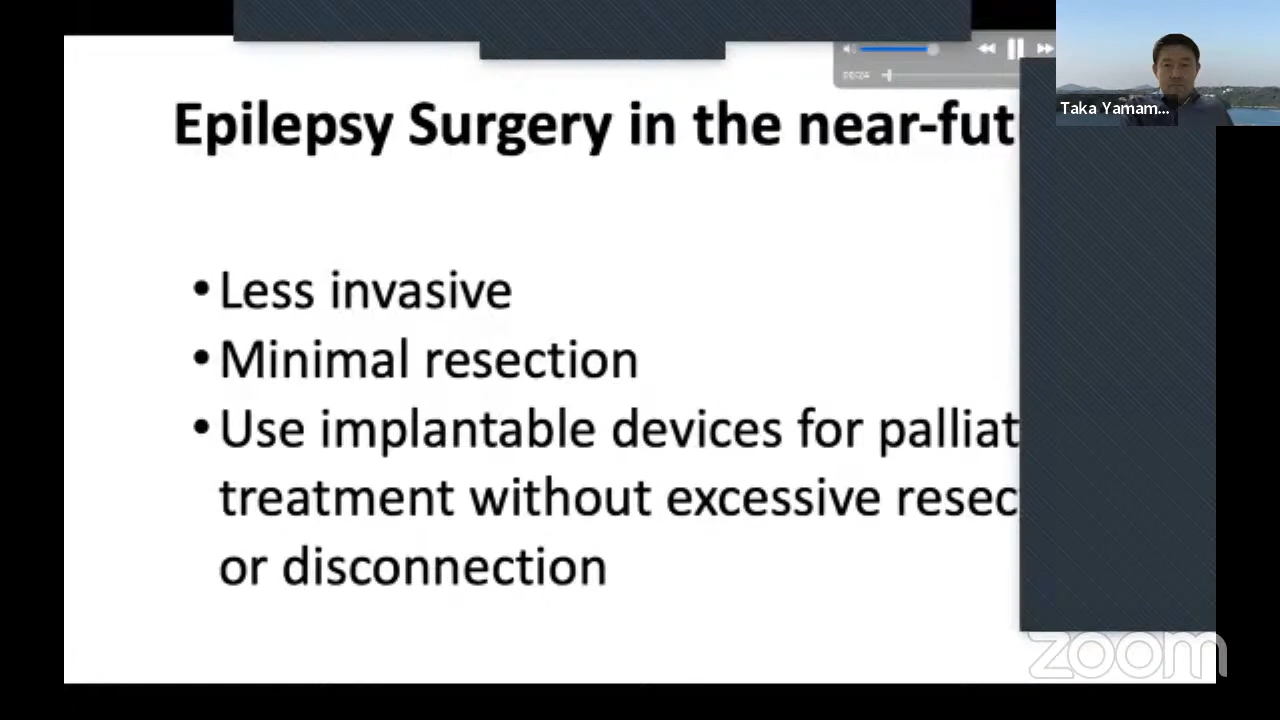 Epilepsy Surgery in the near-fut
• Less invasive
• Minimal resection
• Use implantable devices for palliat
treatment without excessive resec
or disconnection
Taka Yamam...
zoom